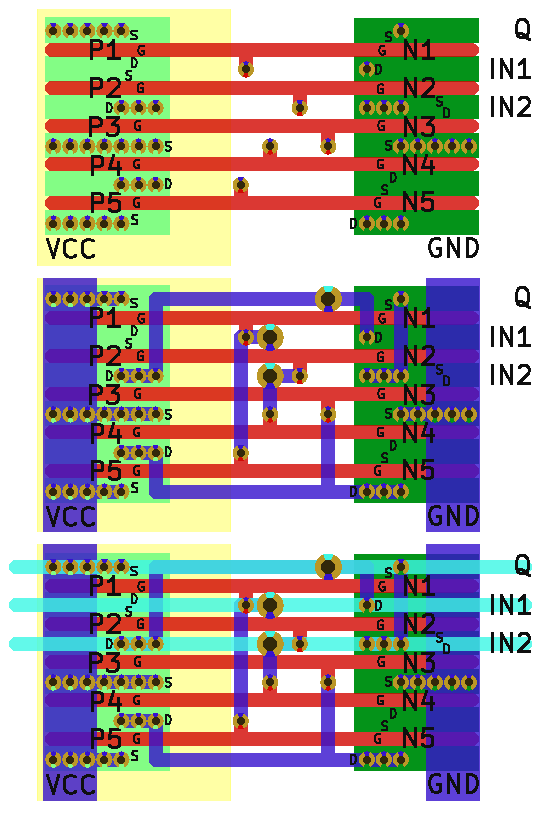 S Q
P1 G G S N1
D D IN1
S
P2 G G N2
D S D IN2
P3 G G N3
S S
P4 G G N4
D D
S
P5 G G N5
S D
VCC GND
S Q
P1 G G S N1
D D IN1
S
P2 G G N2
D S D IN2
P3 G G N3
S S
P4 G G N4
D D
S
P5 G G N5
S D
VCC GND
S Q
P1 G G S N1
D D IN1
S
P2 G G N2
D S D IN2
P3 G G N3
S S
P4 G G N4
D D
S
P5 G G N5
S D
VCC GND